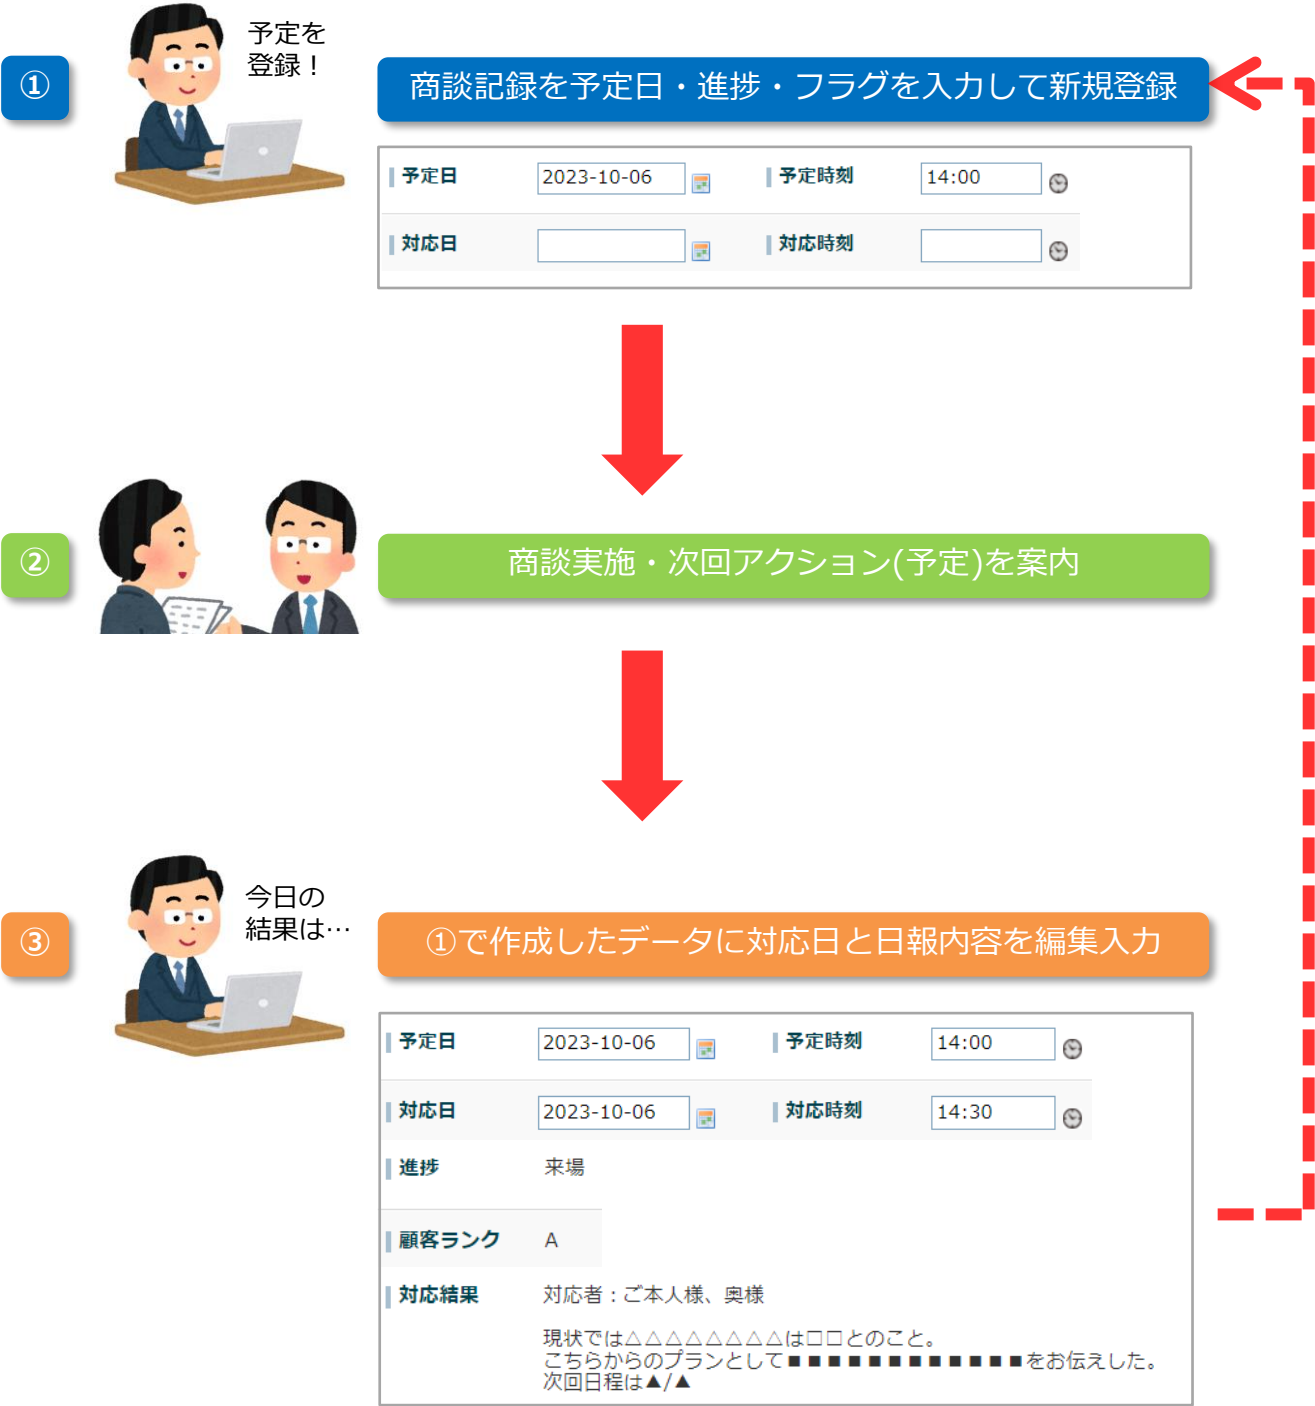 予定を
登録！
①
商談記録を予定日・進捗・フラグを入力して新規登録
予定日 2023-10-06 予定時刻 14:00
対応日 対応時刻
②
商談実施・次回アクション(予定)を案内
今日の
結果は…
③
①で作成したデータに対応日と日報内容を編集入力
予定日 2023-10-06 予定時刻 14:00
対応日 2023-10-06 対応時刻 14:30
進捗 来場
顧客ランク A
対応結果 対応者：ご本人様、奥様
現状では△△△△△△△△は□□とのこと。
こちらからのプランとして■■■■■■■■■■■■をお伝えした。
次回日程は▲/▲